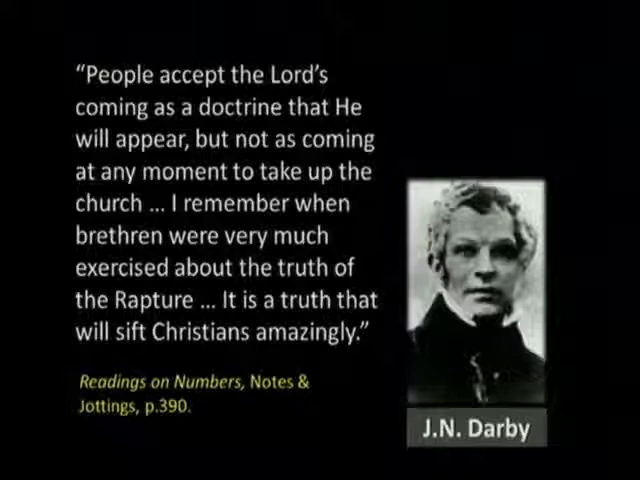 “People accept the Lord’s
coming as a doctrine that He
will appear, but not as coming
at any moment to take up the
church ... I remember when
brethren were very much
exercised about the truth of
the Rapture ... It is a truth that
will sift Christians amazingly.”
Readings on Numbers, Notes &
Jottings, p.390.
J.N. Darby